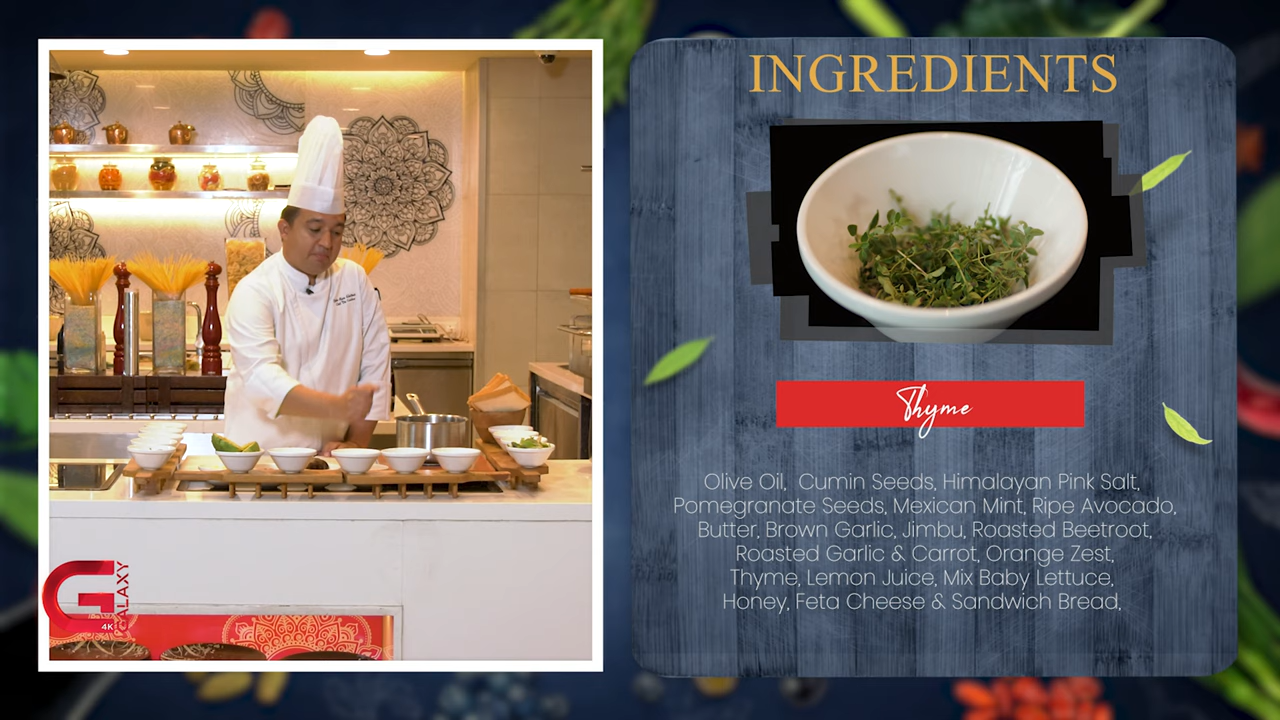 INGREDIENTS
Thyme
Olive Oil, Cumin Seeds, Himalayan Pink Salt,
Pomegranate Seeds, Mexican Mint, Ripe Avocado,
Butter, Brown Garlic, Jimbu, Roasted Beetroot,
Roasted Garlic & Carrot, Orange Zest,
Thyme, Lemon Juice, Mix Baby Lettuce,
Honey, Feta Cheese & Sandwich Bread,
G
GALAXY
4K